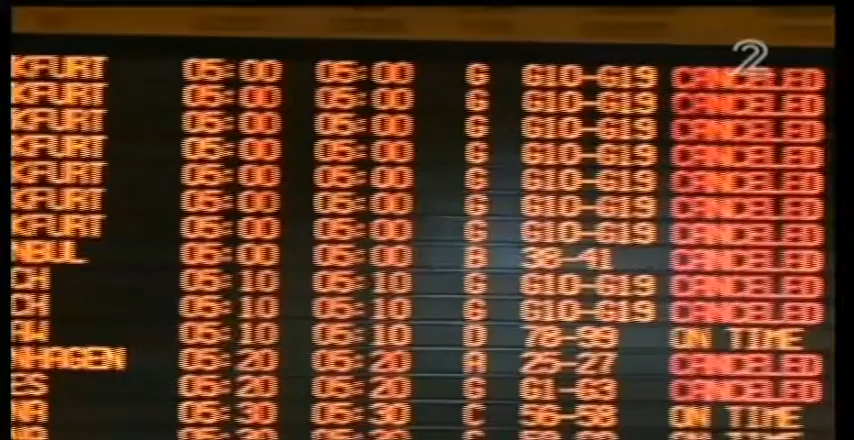 2
KFURT 05:00 05:00 G G10-G19 CANCELED
KFURT 05:00 05:00 G G10-G19 CANCELED
KFURT 05:00 05:00 G G10-G19 CANCELED
KFURT 05:00 05:00 G G10-G19 CANCELED
KFURT 05:00 05:00 G G10-G19 CANCELED
KFURT 05:00 05:00 G G10-G19 CANCELED
KFURT 05:00 05:00 G G10-G19 CANCELED
NBUL 05:00 05:00 B 38-41 CANCELED
CH 05:10 05:10 G G10-G19 CANCELED
CH 05:10 05:10 G G10-G19 CANCELED
AW 05:10 05:10 D ON TIME
NHAGEN 05:20 05:20 A 25-27 CANCELED
ES 05:20 05:20 G 61-63 CANCELED
NA 05:30 05:30 C 56-58 ON TIME